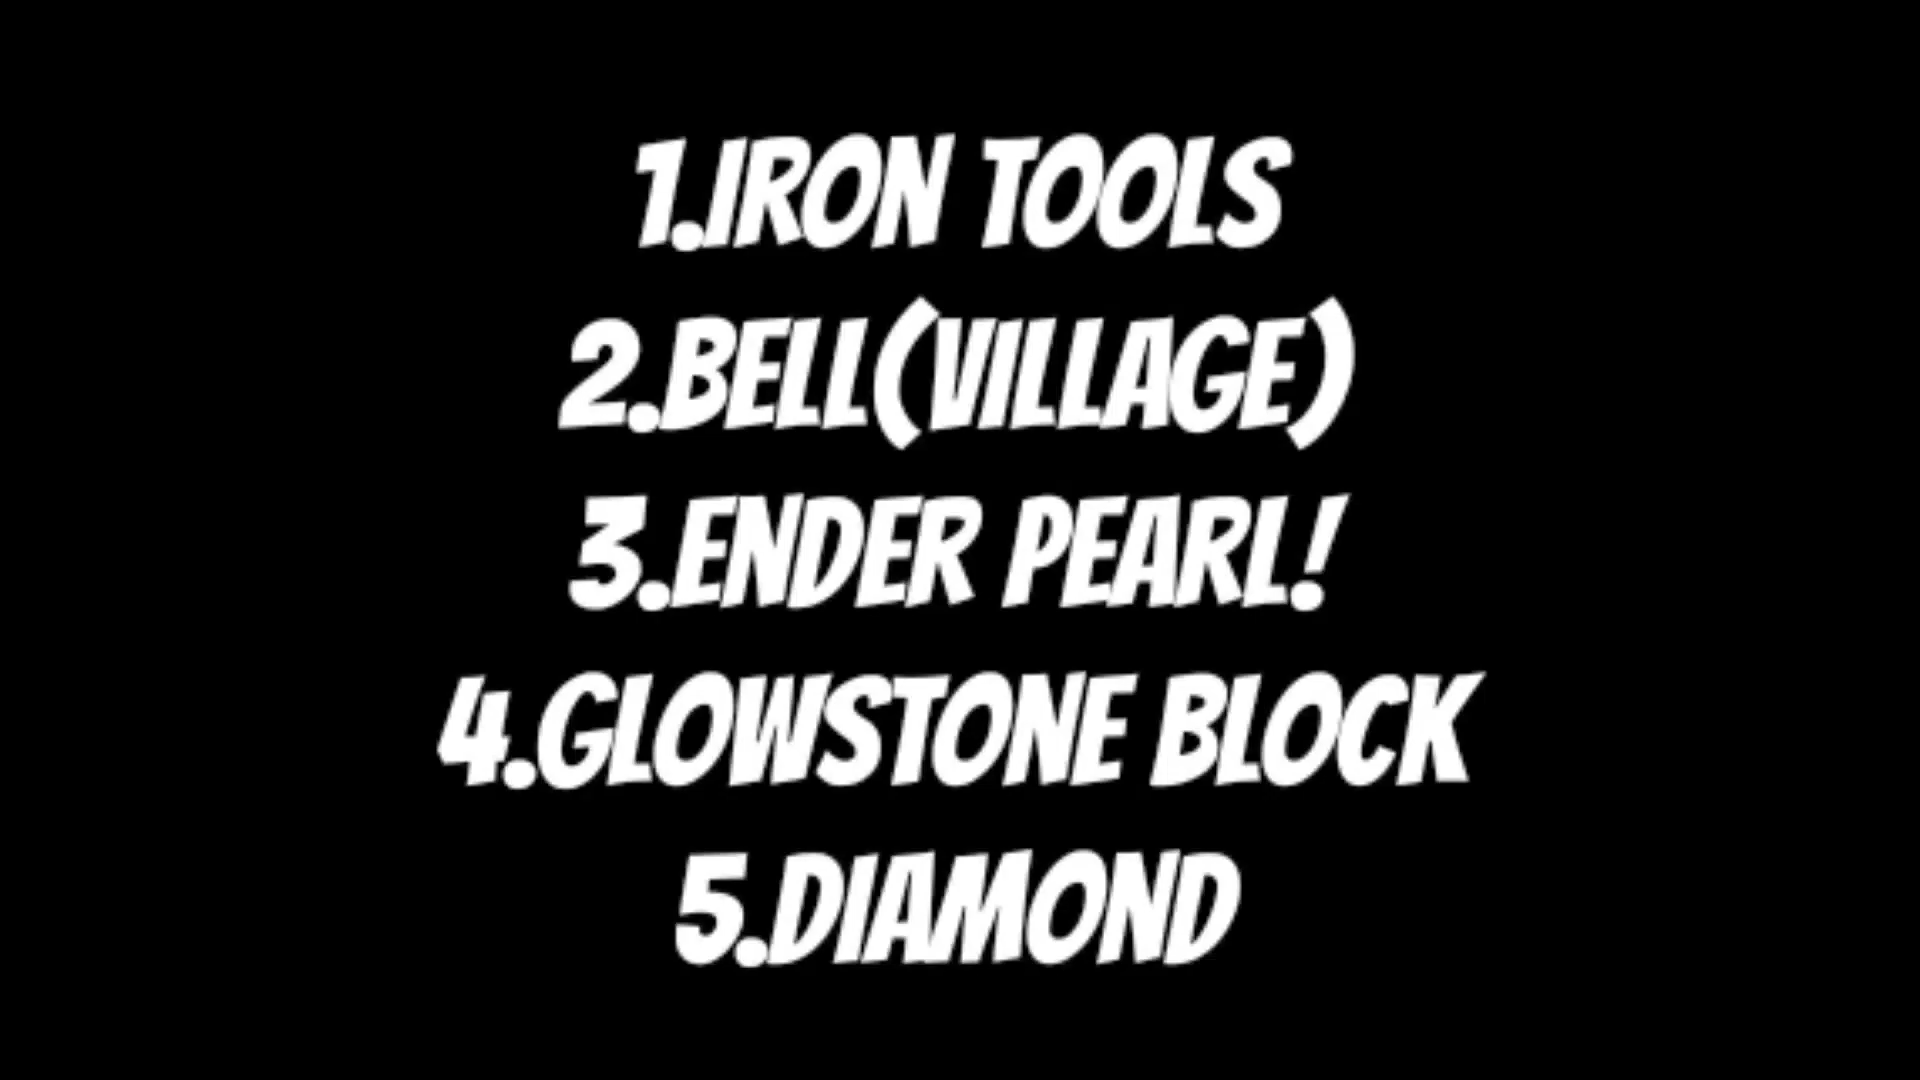 1.IRON TOOLS
2.BELL(VILLAGE)
3.ENDER PEARL!
4.GLOWSTONE BLOCK
5.DIAMOND